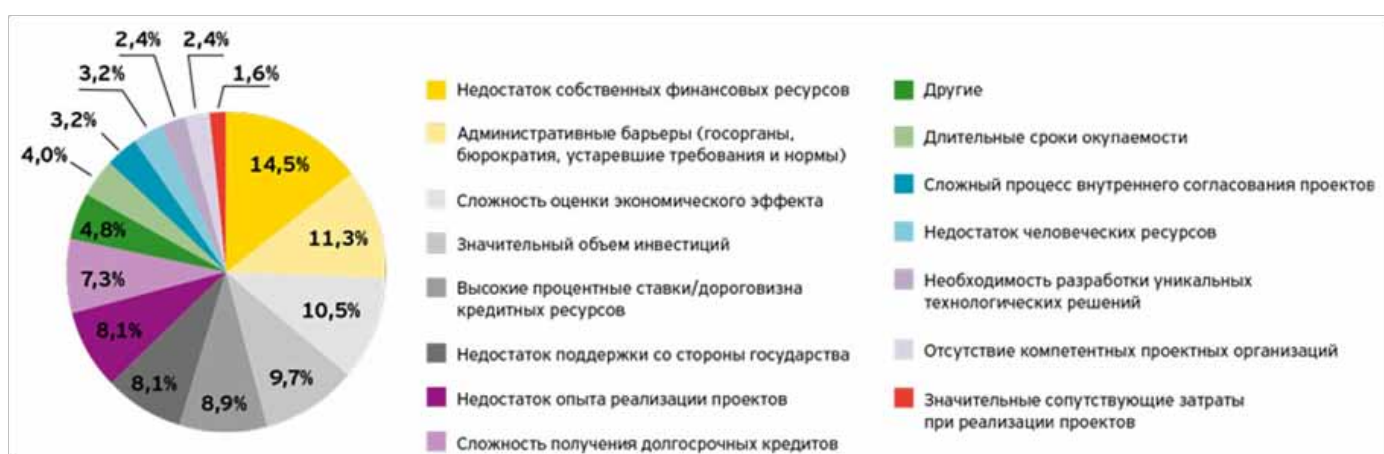 2,4%
2,4%
3,2%
1,6%
3,2%
4,0%
14,5%
11,3%
10,5%
9,7%
8,9%
8,1%
8,1%
7,3%
4,8%
Недостаток собственных финансовых ресурсов
Административные барьеры (госорганы,
бюрократия, устаревшие требования и нормы)
Сложность оценки экономического эффекта
Значительный объем инвестиций
Высокие процентные ставки/дороговизна
кредитных ресурсов
Недостаток поддержки со стороны государства
Недостаток опыта реализации проектов
Сложность получения долгосрочных кредитов
Другие
Длительные сроки окупаемости
Сложный процесс внутреннего согласования проектов
Недостаток человеческих ресурсов
Необходимость разработки уникальных
технологических решений
Отсутствие компетентных проектных организаций
Значительные сопутствующие затраты
при реализации проектов